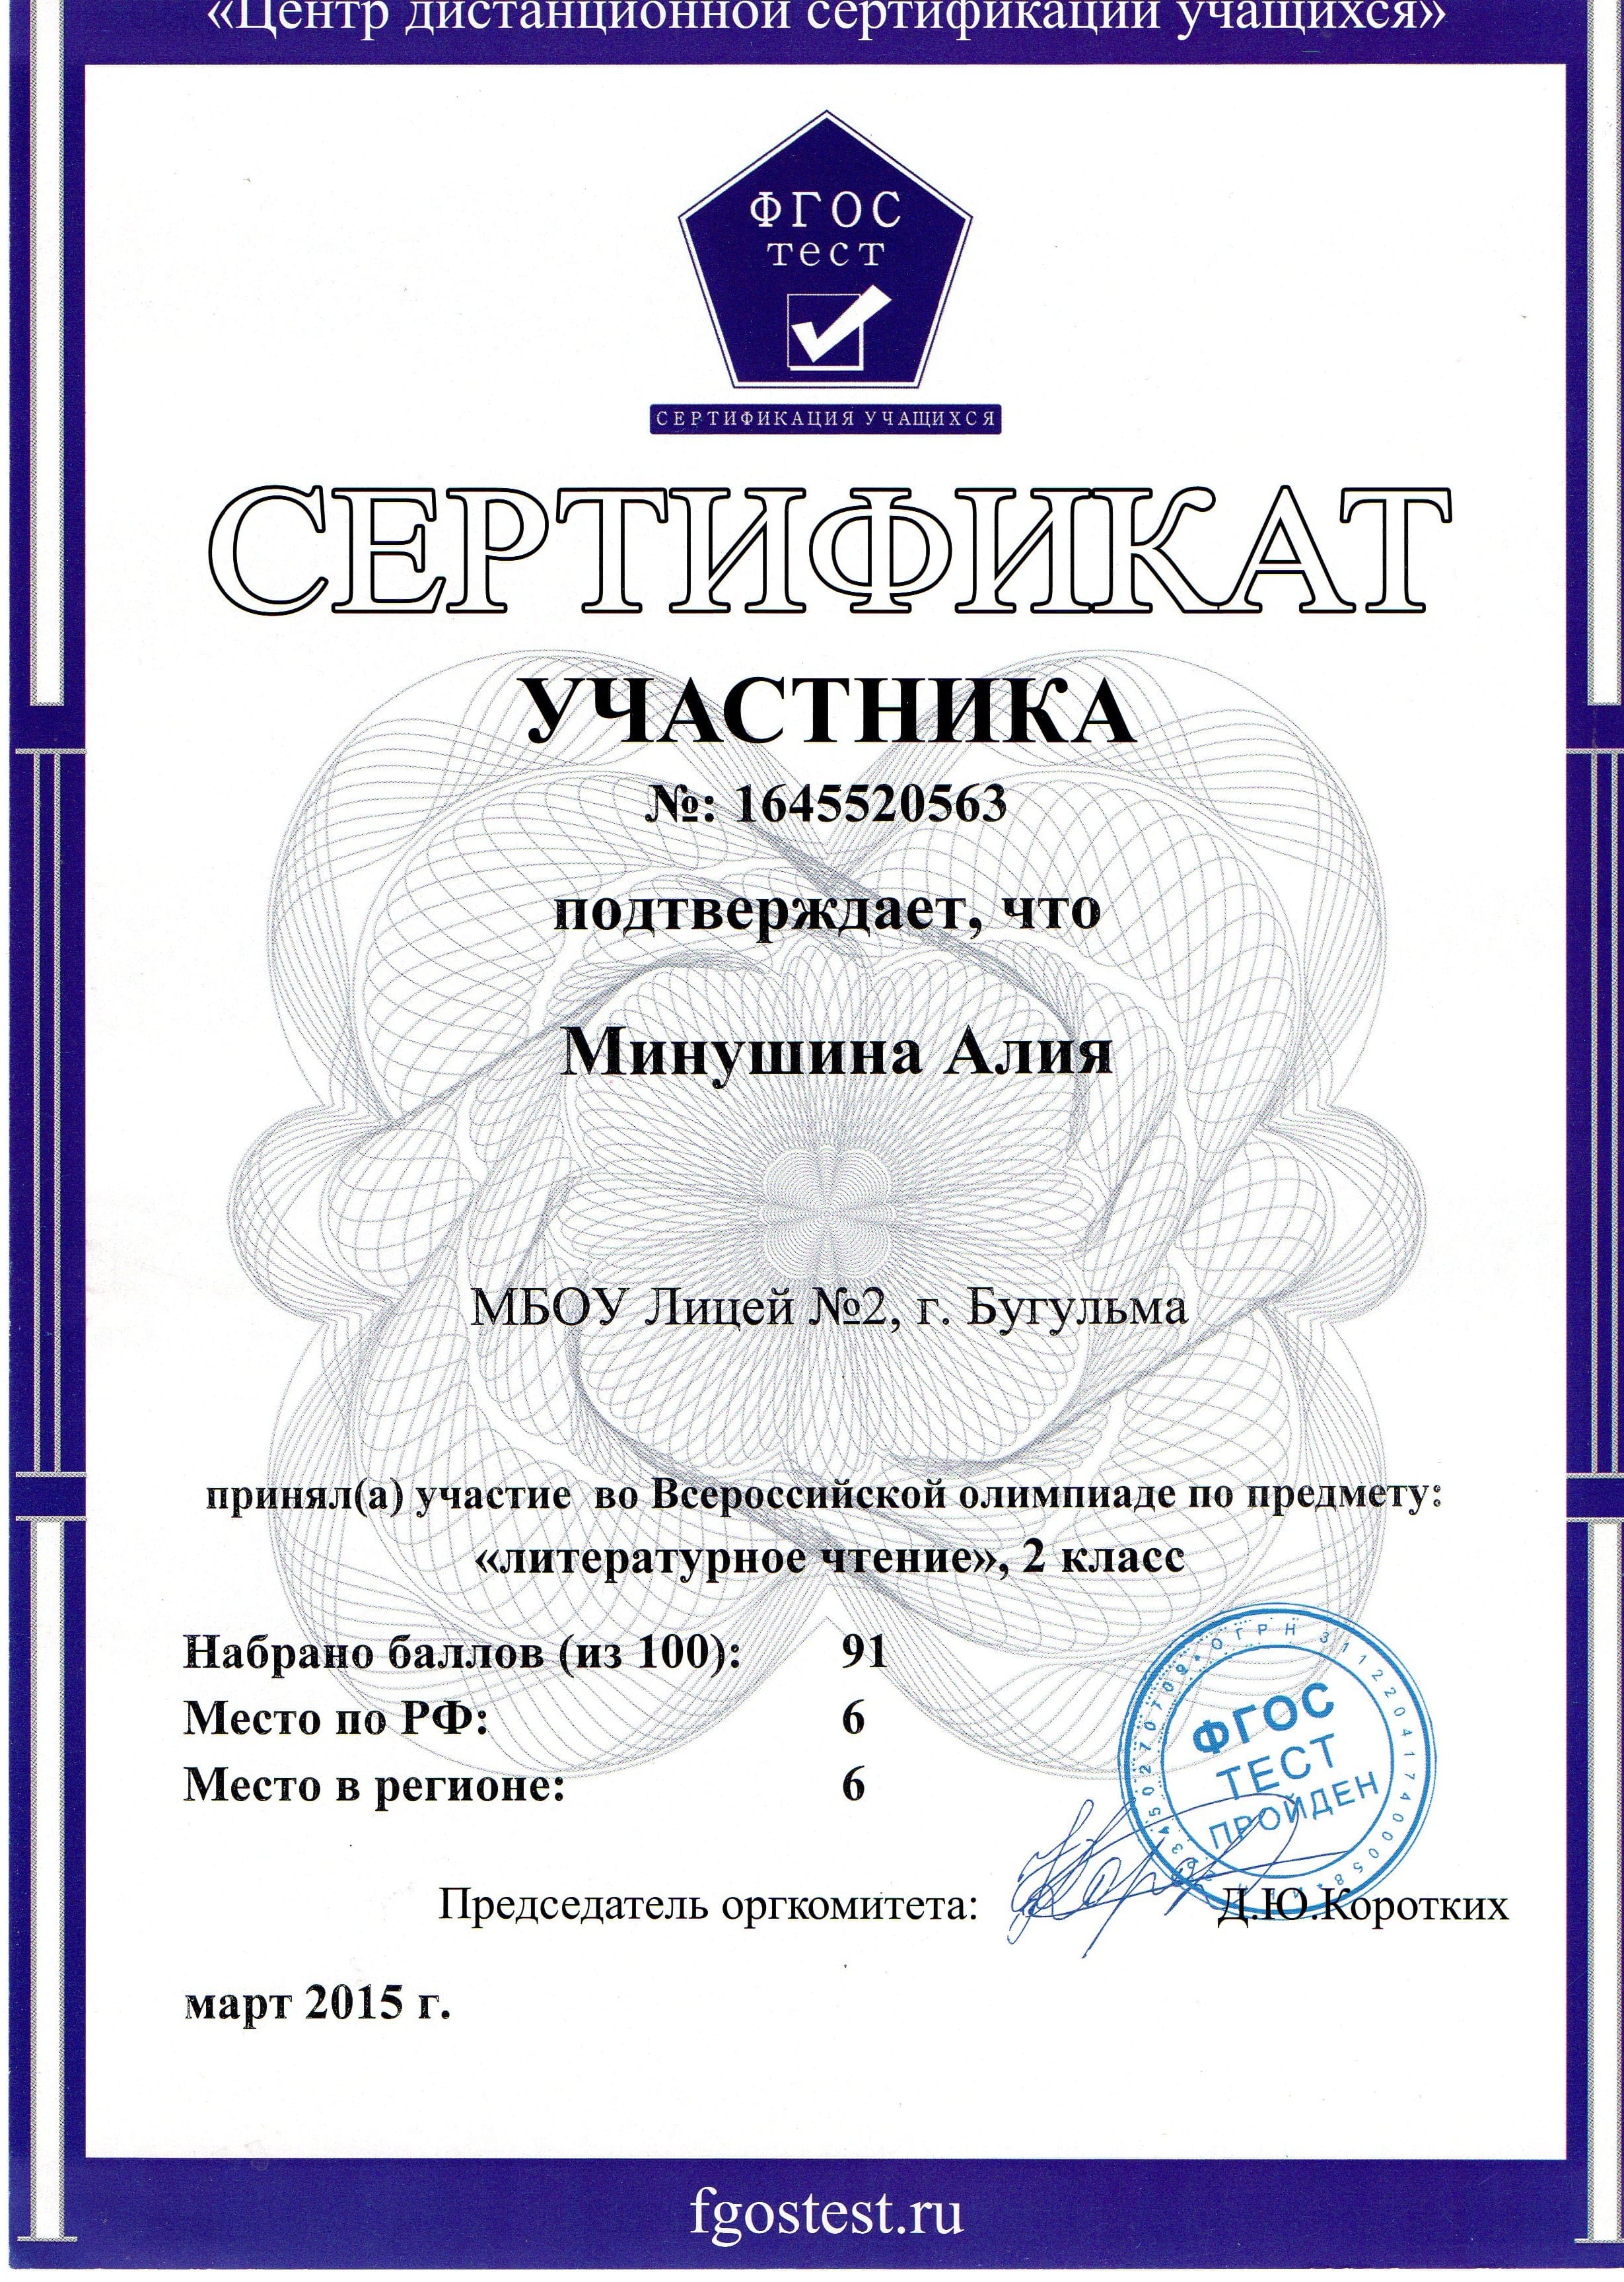 «Центр дистанционной сертификации учащихся»
ФГОС
тест
СЕРТИФИКАЦИЯ УЧАЩИХСЯ
СЕРТИФИКАТ
УЧАСТНИКА
№: 1645520563
подтверждает, что
Минушина Алия
МБОУ Лицей №2, г. Бугульма
принял(а) участие во Всероссийской олимпиаде по предмету:
«литературное чтение», 2 класс
Набрано баллов (из 100): 91
Место по РФ: 6
Место в регионе: 6
ОГРН 311220417400058
ФГОС
ТЕСТ
ПРОЙДЕН
Председатель оргкомитета: Д.Ю.Коротких
март 2015 г.
fgostest.ru